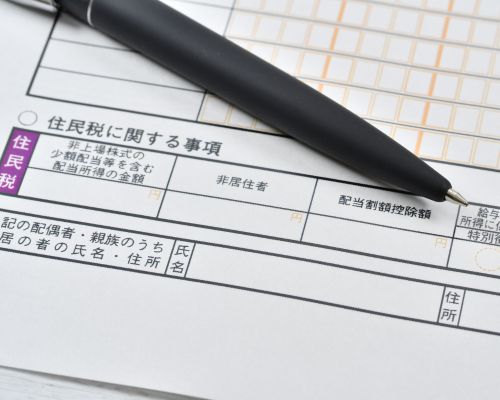 ○ 住民税に関する事項
住民税
非上場株式の
少額配当等を含む
配当所得の金額
円
非居住者
円
配当割額控除額
円
給与
所得に係
特別徴
記の配偶者・親族のうち
居の者の氏名・住所
氏名
住所